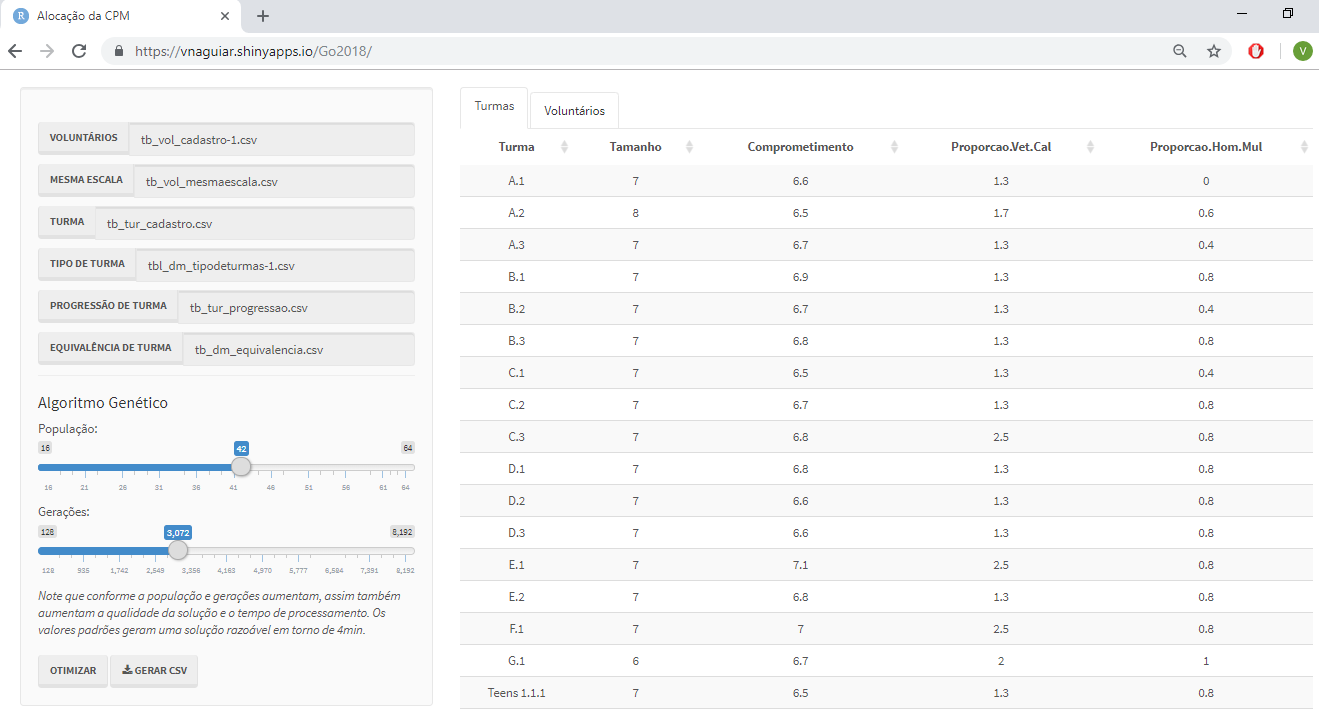 Alocação da CPM
https://vnaguiar.shinyapps.io/Go2018/
V
VOLUNTÁRIOS tb_vol_cadastro-1.csv
MESMA ESCALA tb_vol_mesmaescala.csv
TURMA tb_tur_cadastro.csv
TIPO DE TURMA tbl_dm_tipodeturmas-1.csv
PROGRESSÃO DE TURMA tb_tur_progressao.csv
EQUIVALÊNCIA DE TURMA tb_dm_equivalencia.csv
Algoritmo Genético
População:
16 42 64
16 21 26 31 36 41 46 51 56 61 64
Gerações:
128 3,072 8,192
128 935 1,742 2,549 3,356 4,163 4,970 5,777 6,584 7,391 8,192
Note que conforme a população e gerações aumentam, assim também
aumentam a qualidade da solução e o tempo de processamento. Os
valores padrões geram uma solução razoável em torno de 4min.
OTIMIZAR GERAR CSV
Turmas Voluntários
Turma Tamanho Comprometimento Proporcao.Vet.Cal Proporcao.Hom.Mul
A.1 7 6.6 1.3 0
A.2 8 6.5 1.7 0.6
A.3 7 6.7 1.3 0.4
B.1 7 6.9 1.3 0.8
B.2 7 6.7 1.3 0.4
B.3 7 6.8 1.3 0.8
C.1 7 6.5 1.3 0.4
C.2 7 6.7 1.3 0.8
C.3 7 6.8 2.5 0.8
D.1 7 6.8 1.3 0.8
D.2 7 6.6 1.3 0.8
D.3 7 6.6 1.3 0.8
E.1 7 7.1 2.5 0.8
E.2 7 6.8 1.3 0.8
F.1 7 7 2.5 0.8
G.1 6 6.7 2 1
Teens 1.1.1 7 6.5 1.3 0.8